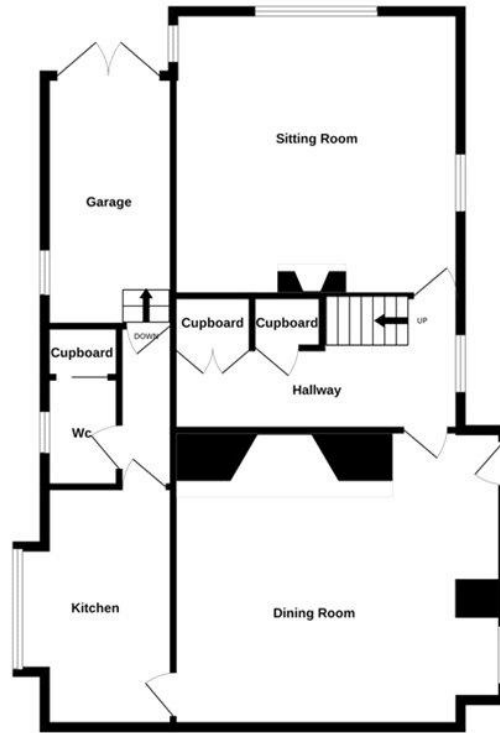 Sitting Room
Garage
DOWN
Cupboard
Cupboard
UP
Cupboard
Hallway
Wc
Kitchen
Dining Room